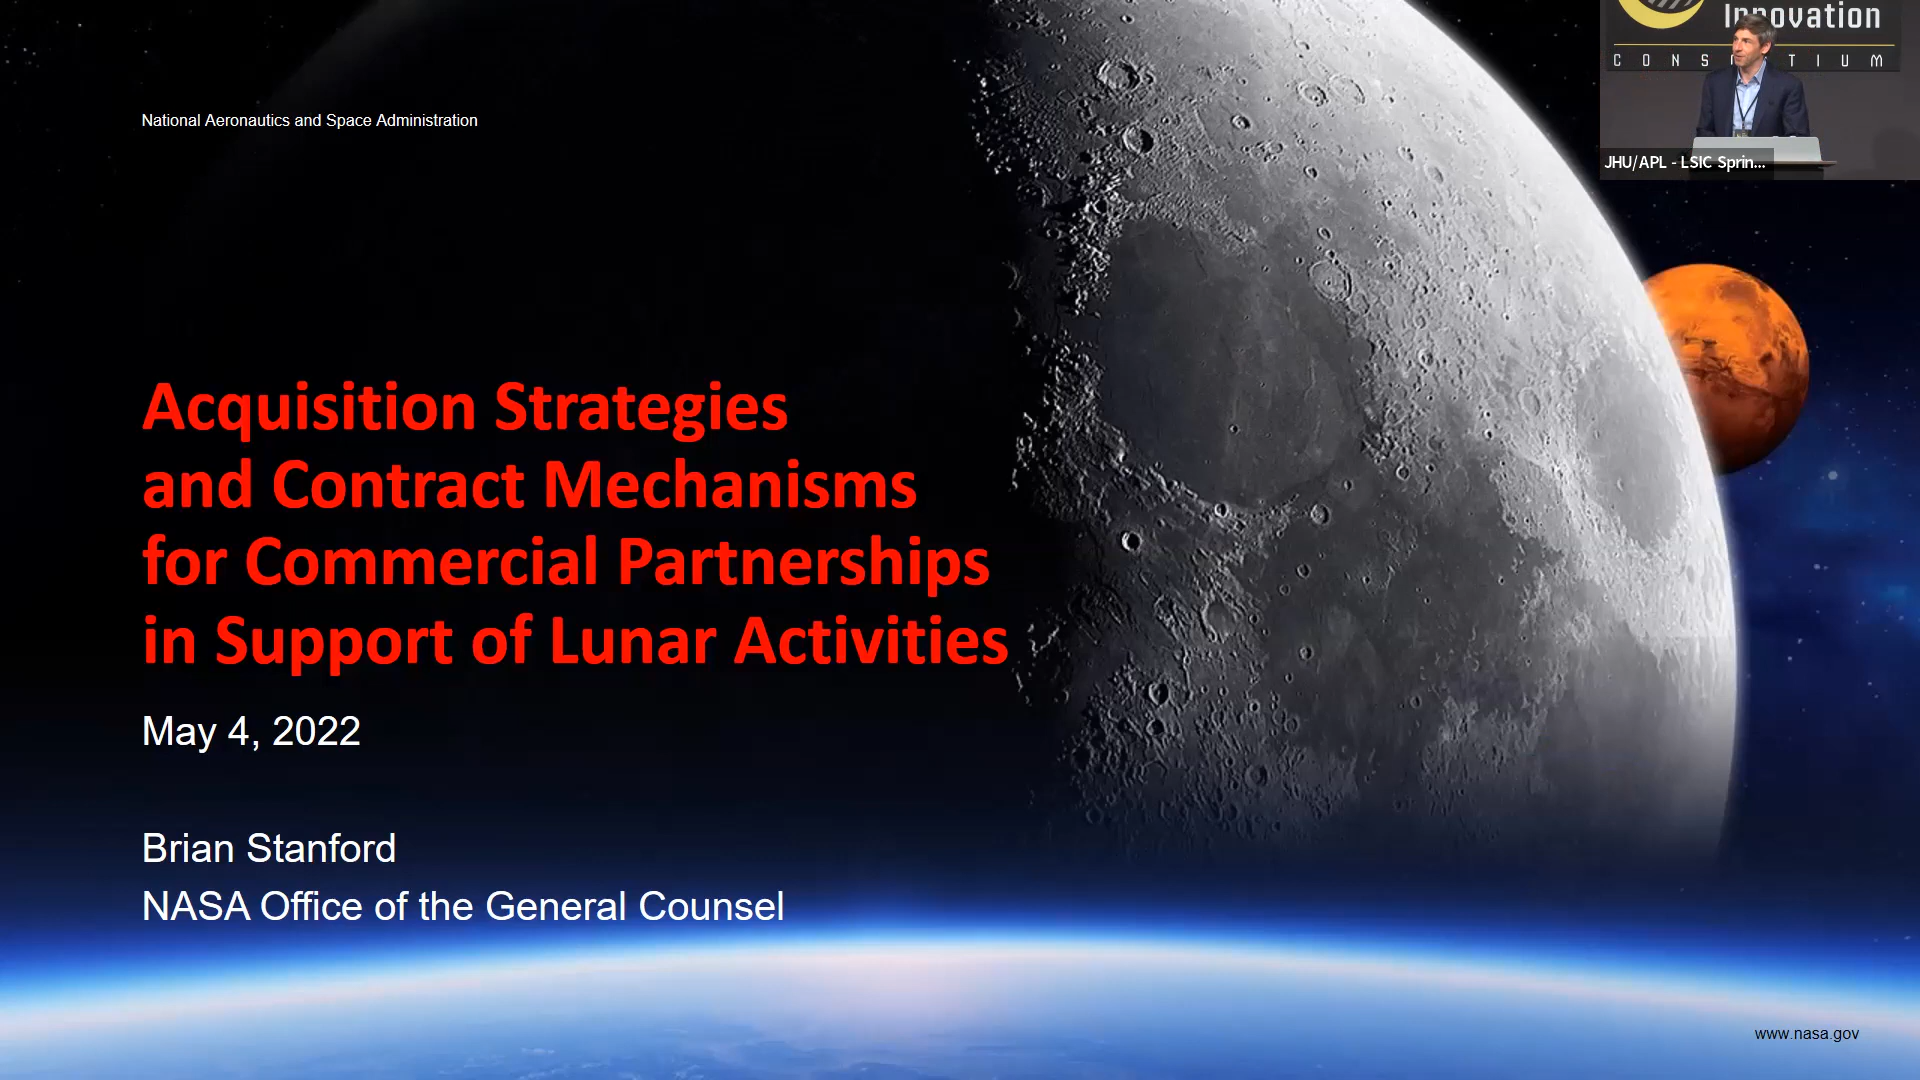 National Aeronautics and Space Administration
Acquisition Strategies
and Contract Mechanisms
for Commercial Partnerships
in Support of Lunar Activities
May 4, 2022
Brian Stanford
NASA Office of the General Counsel
www.nasa.gov
Innovation
JHU/APL - LSIC Sprin...